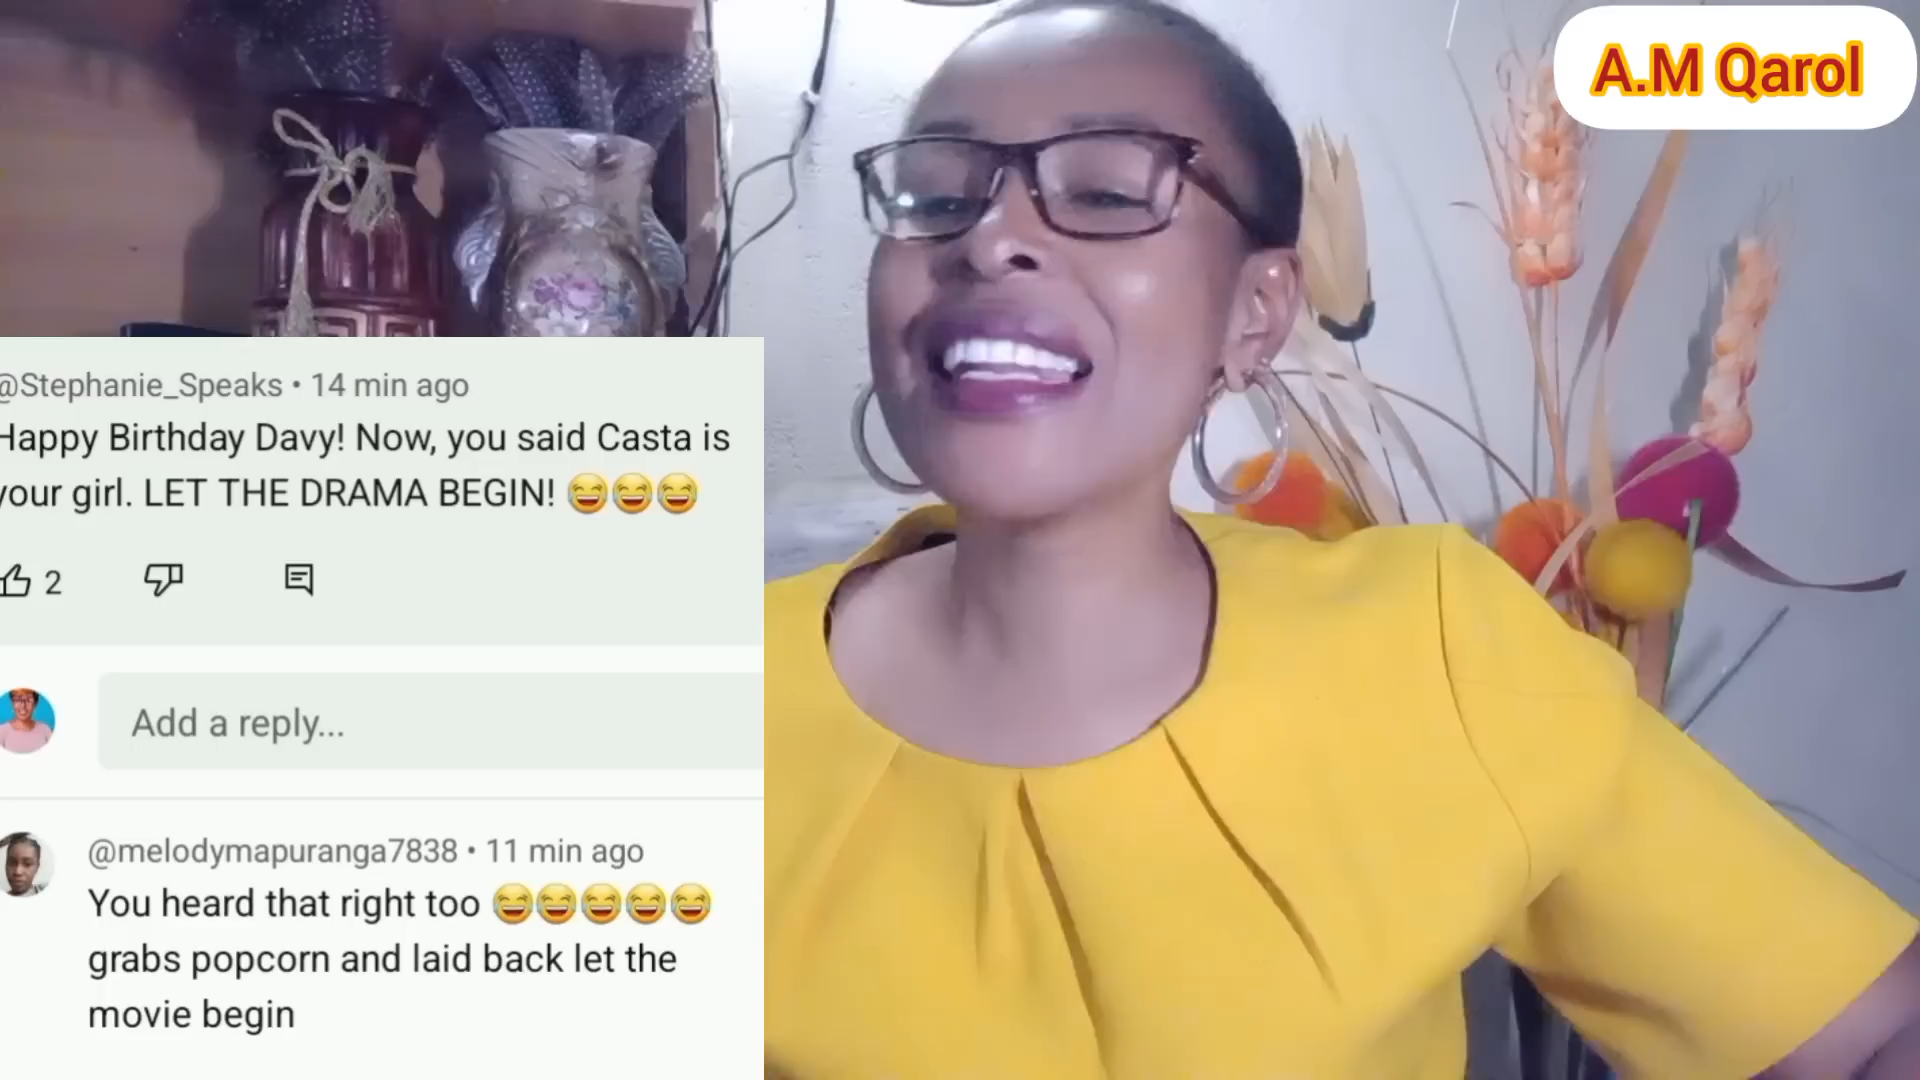 A.M Qarol
@Stephanie_Speaks • 14 min ago
Happy Birthday Davy! Now, you said Casta is
your girl. LET THE DRAMA BEGIN! 😂😂😂
2
Add a reply...
@melodymapuranga7838 • 11 min ago
You heard that right too 😂😂😂😂😂
grabs popcorn and laid back let the
movie begin